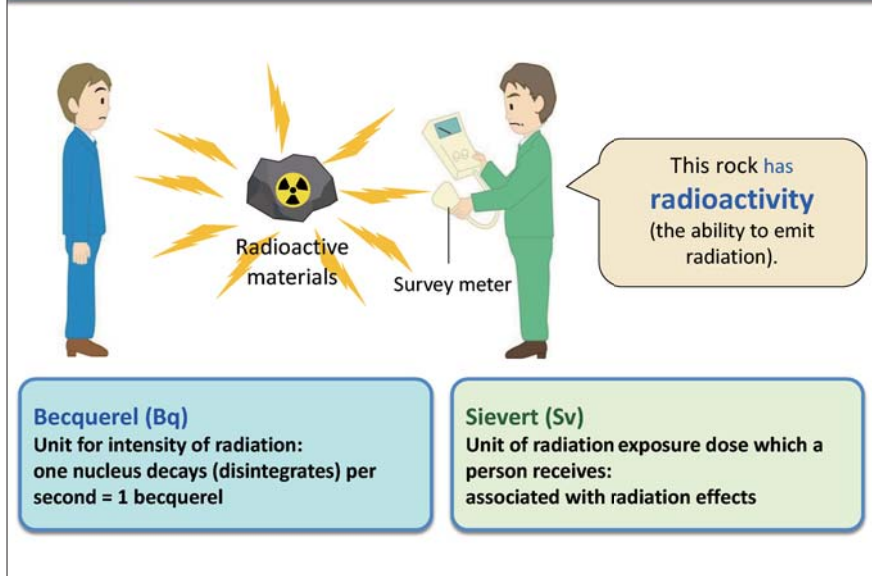 This rock has
radioactivity
(the ability to emit
radiation).
Radioactive
materials
Survey meter
Becquerel (Bq)
Unit for intensity of radiation:
one nucleus decays (disintegrates) per
second = 1 becquerel
Sievert (Sv)
Unit of radiation exposure dose which a
person receives:
associated with radiation effects